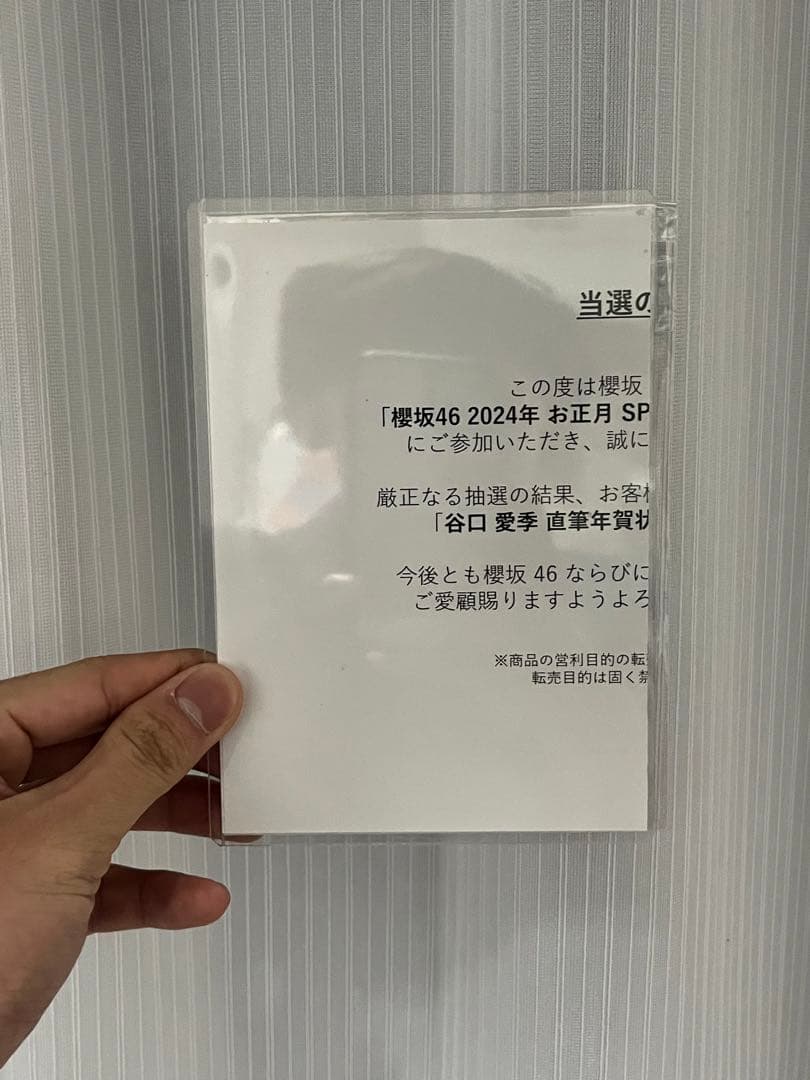 当選の
この度は櫻坂
「櫻坂46 2024年 お正月 SP
にご参加いただき、誠に
厳正なる抽選の結果、お客様
「谷口 愛季 直筆年賀状
今後とも櫻坂 46 ならびに
ご愛顧賜りますようよろ
※商品の営利目的の転売
転売目的は固く禁